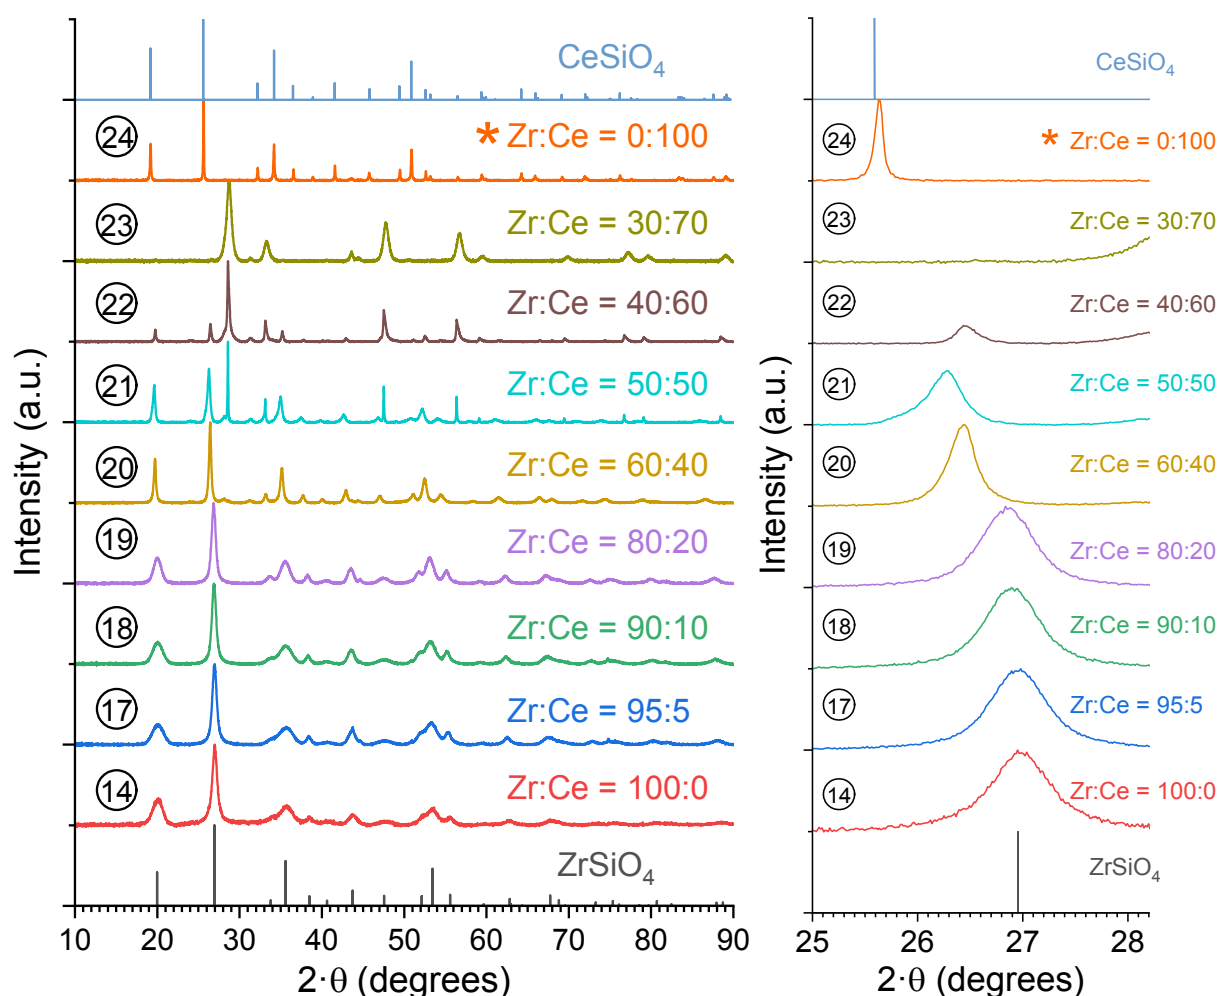 CeSiO4
24 * Zr:Ce = 0:100
23 Zr:Ce = 30:70
22 Zr:Ce = 40:60
21 Zr:Ce = 50:50
20 Zr:Ce = 60:40
19 Zr:Ce = 80:20
18 Zr:Ce = 90:10
17 Zr:Ce = 95:5
14 Zr:Ce = 100:0
ZrSiO4
Intensity (a.u.)
10 20 30 40 50 60 70 80 90
2·θ (degrees)
CeSiO4
24 * Zr:Ce = 0:100
23 Zr:Ce = 30:70
22 Zr:Ce = 40:60
21 Zr:Ce = 50:50
20 Zr:Ce = 60:40
19 Zr:Ce = 80:20
18 Zr:Ce = 90:10
17 Zr:Ce = 95:5
14 Zr:Ce = 100:0
ZrSiO4
Intensity (a.u.)
25 26 27 28
2·θ (degrees)